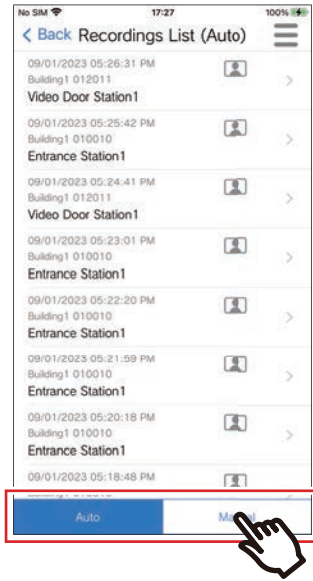 No SIM 17:27 100%
Back Recordings List (Auto)
09/01/2023 05:26:31 PM
Building1 012011
Video Door Station1
09/01/2023 05:25:42 PM
Building1 010010
Entrance Station1
09/01/2023 05:24:41 PM
Building1 012011
Video Door Station1
09/01/2023 05:23:01 PM
Building1 010010
Entrance Station1
09/01/2023 05:22:20 PM
Building1 010010
Entrance Station1
09/01/2023 05:21:59 PM
Building1 010010
Entrance Station1
09/01/2023 05:20:18 PM
Building1 010010
Entrance Station1
09/01/2023 05:18:48 PM
Auto